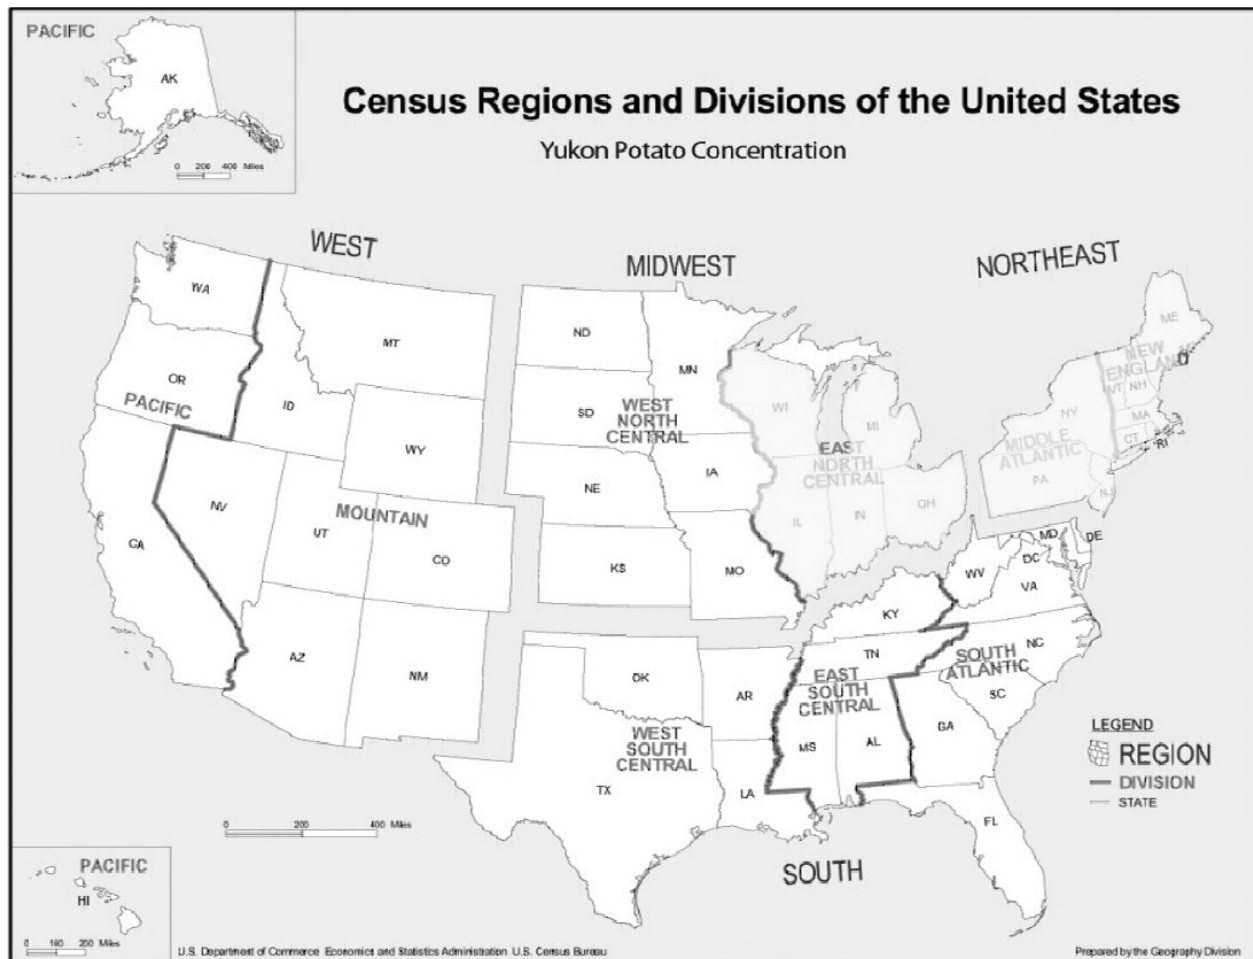 PACIFIC
AK
0 200 400 Miles
Census Regions and Divisions of the United States
Yukon Potato Concentration
WEST
MIDWEST
NORTHEAST
WA
MT
ND
MN
ME
OR
PACIFIC
ID
WY
SD
WEST
NORTH
CENTRAL
WI
MI
EAST
NORTH
CENTRAL
NY
NEW
ENGLAND
VT
NH
MA
CT
RI
MIDDLE
ATLANTIC
PA
NJ
NV
UT
MOUNTAIN
CO
CA
NE
IA
IL
IN
OH
KS
MO
WV
MD
DE
DC
VA
KY
AZ
NM
OK
AR
TN
NC
EAST
SOUTH
CENTRAL
SOUTH
ATLANTIC
SC
MS
AL
GA
WEST
SOUTH
CENTRAL
TX
LA
FL
LEGEND
REGION
DIVISION
STATE
0 200 400 Miles
SOUTH
PACIFIC
HI
0 100 200 Miles
U.S. Department of Commerce Economics and Statistics Administration U.S. Census Bureau
Prepared by the Geography Division